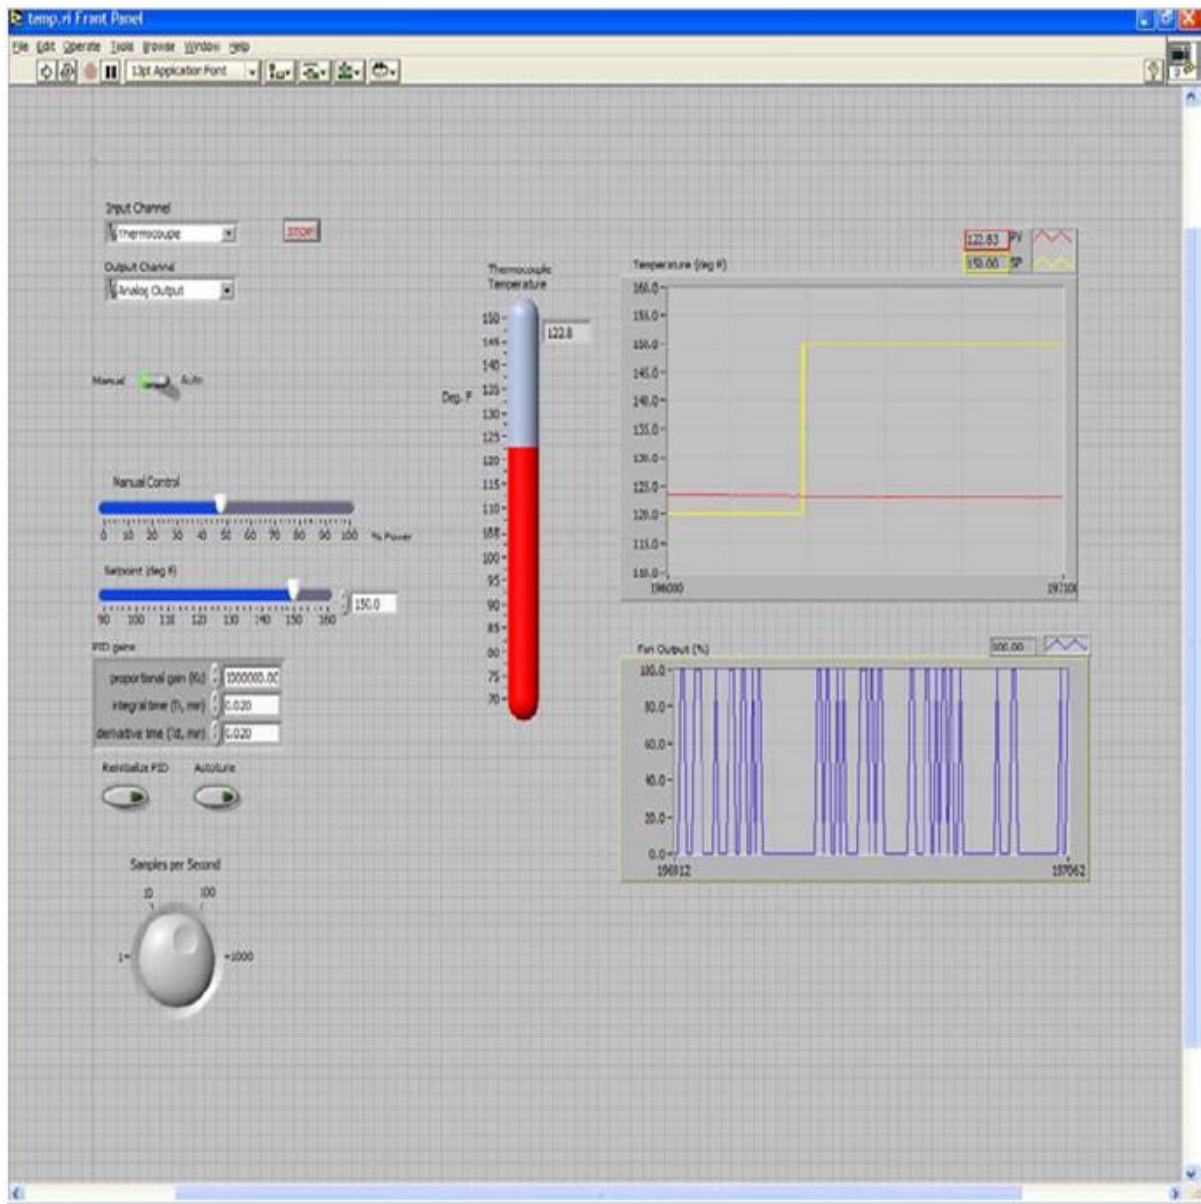 temp.vi Front Panel
File Edit Operate Tools Browse Window Help
13pt Application Font
Input Channel
Thermocouple
STOP
Output Channel
Analog Output
Manual Auto
Manual Control
0 10 20 30 40 50 60 70 80 90 100 % Power
Setpoint (deg F)
150.0
90 100 110 120 130 140 150 160
PID gains
proportional gain (Kc)
integral time (Ti, min) 0.020
derivative time (Td, min) 0.020
Reinitialize PID Autotune
Samples per Second
10 100
1 1000
Thermocouple
Temperature
122.8
Deg. F
150
145
140
135
130
125
120
115
110
105
100
95
90
85
80
75
70
122.83 PV
150.00 SP
Temperature (deg F)
160.0
155.0
150.0
145.0
140.0
135.0
130.0
125.0
120.0
115.0
110.0
196000 197100
Fan Output (%) 100.00
100.0
80.0
60.0
40.0
20.0
0.0
196912 197062